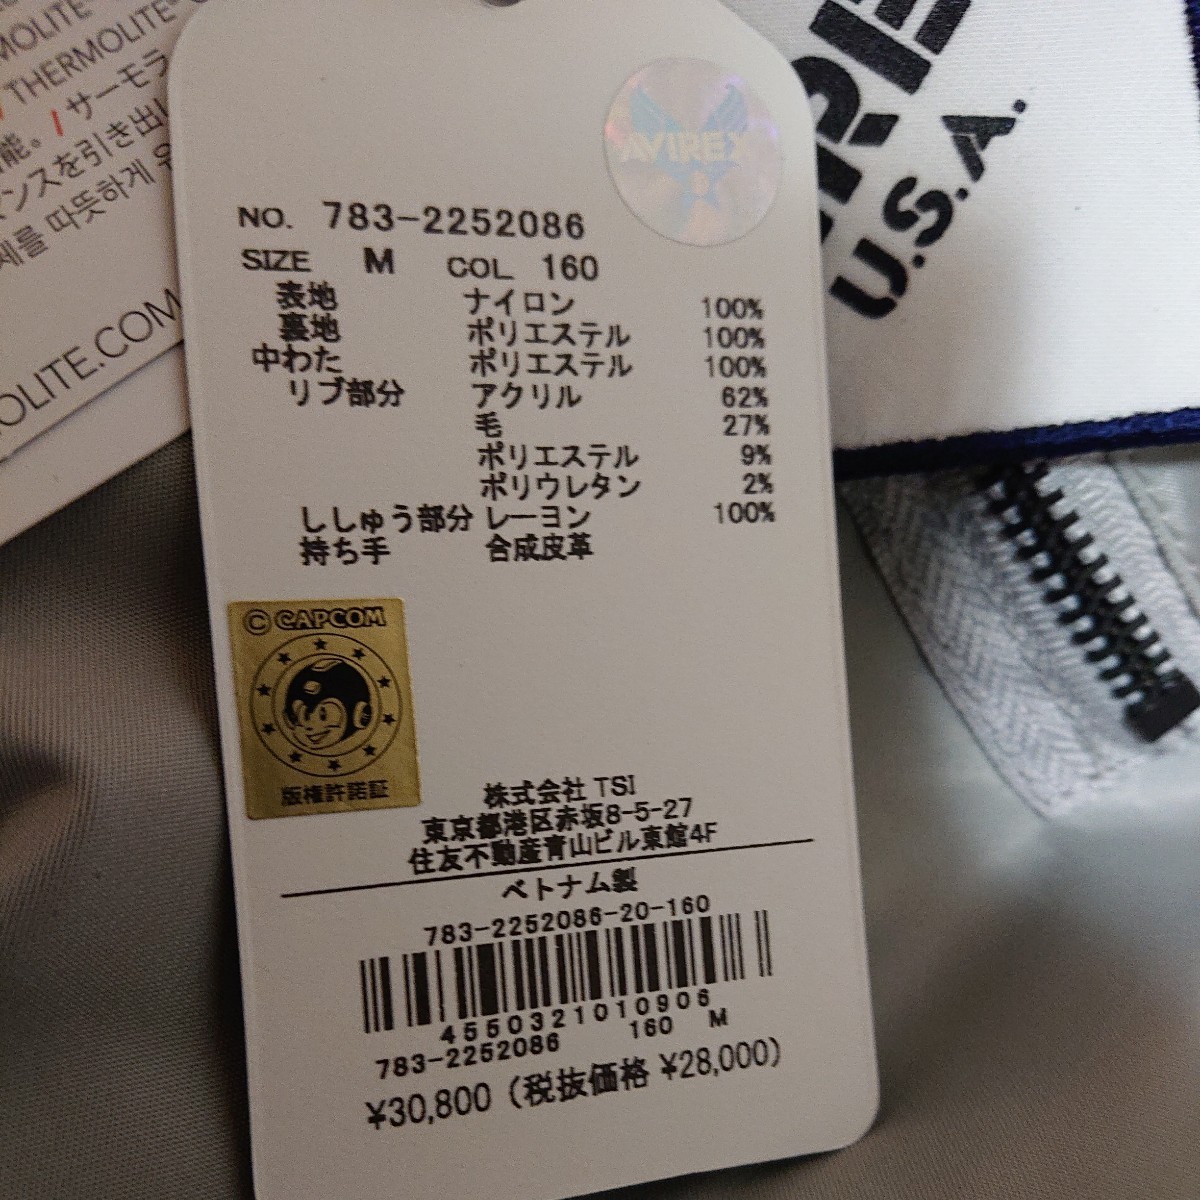 THERMOLITE
サーモラ
能。
ンスを引き出
따뜻하게
OLITE.COM
U.S.A.
AVIREX
NO. 783-2252086
SIZE M COL 160
表地 ナイロン 100%
裏地 ポリエステル 100%
中わた ポリエステル 100%
リブ部分 アクリル 62%
毛 27%
ポリエステル 9%
ポリウレタン 2%
ししゅう部分 レーヨン 100%
持ち手 合成皮革
© CAPCOM
版権許諾証
株式会社 TSI
東京都港区赤坂8-5-27
住友不動産青山ビル東館4F
ベトナム製
783-2252086-20-160
4550321010906
783-2252086 160 M
¥30,800 (税抜価格 ¥28,000)